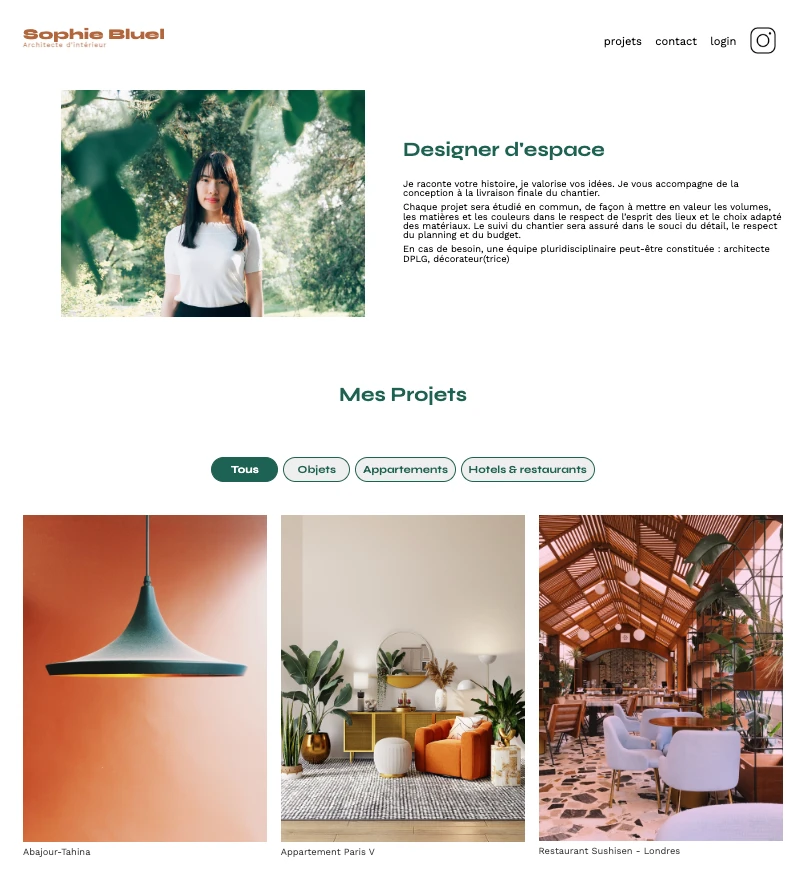 Sophie Bluel
Architecte d'intérieur
projets contact login
Designer d'espace
Je raconte votre histoire, je valorise vos idées. Je vous accompagne de la
conception à la livraison finale du chantier.
Chaque projet sera étudié en commun, de façon à mettre en valeur les volumes,
les matières et les couleurs dans le respect de l'esprit des lieux et le choix adapté
des matériaux. Le suivi du chantier sera assuré dans le souci du détail, le respect
du planning et du budget.
En cas de besoin, une équipe pluridisciplinaire peut-être constituée : architecte
DPLG, décorateur(trice)
Mes Projets
Tous Objets Appartements Hotels & restaurants
Abajour-Tahina
Appartement Paris V
Restaurant Sushisen - Londres